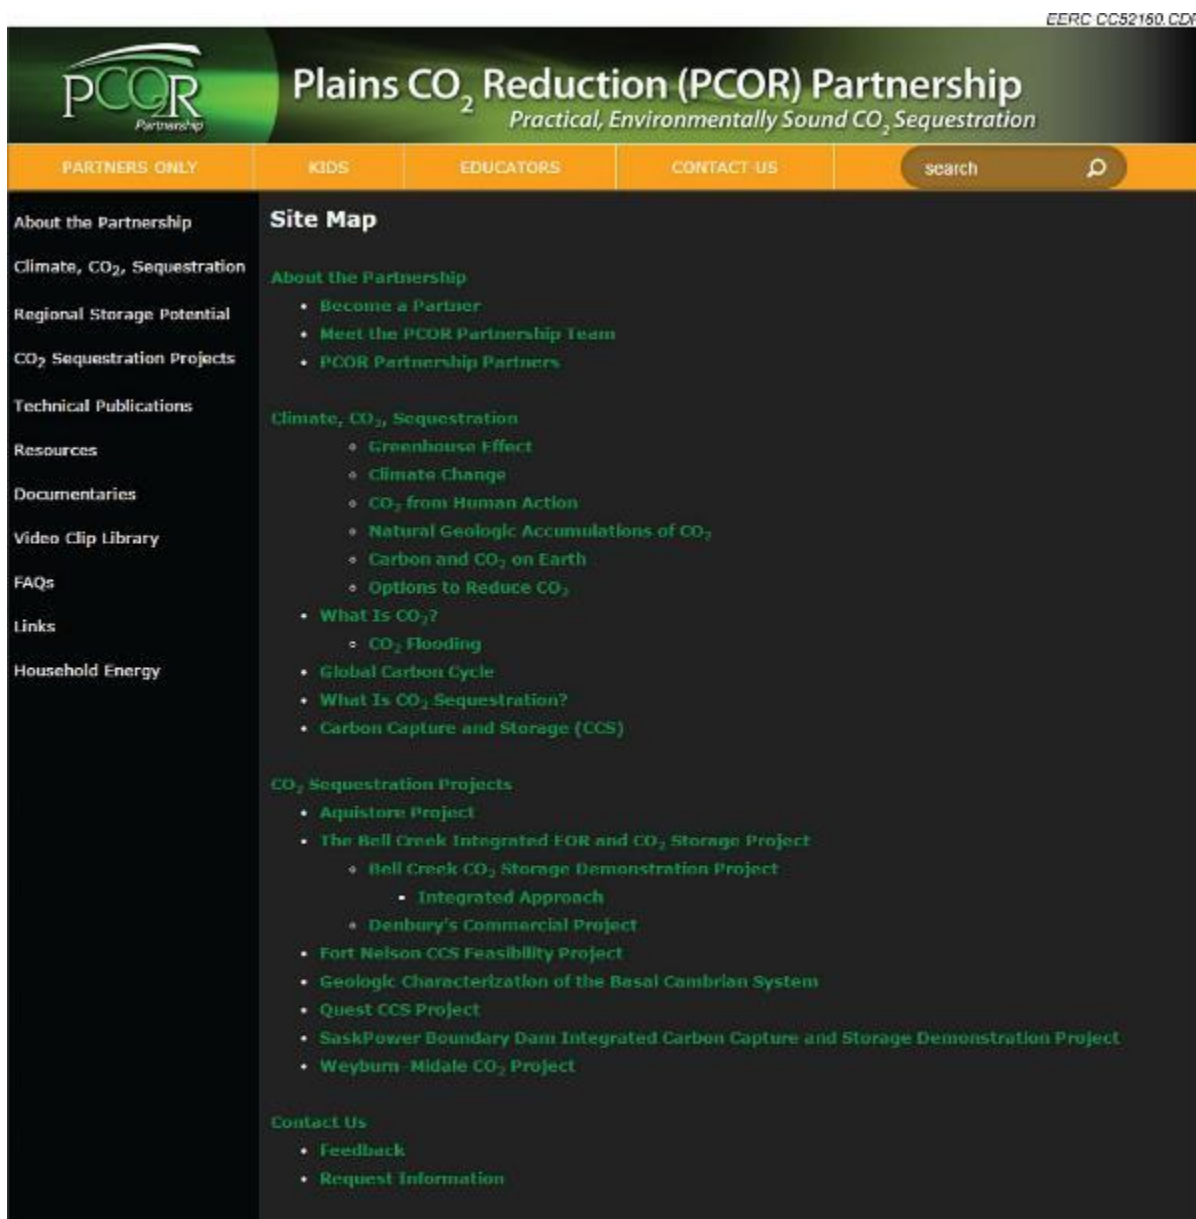 EERC CC52160.CDR
PCOR
Partnership
Plains CO₂ Reduction (PCOR) Partnership
Practical, Environmentally Sound CO₂ Sequestration
PARTNERS ONLY
KIDS
EDUCATORS
CONTACT US
search
About the Partnership
Climate, CO₂, Sequestration
Regional Storage Potential
CO₂ Sequestration Projects
Technical Publications
Resources
Documentaries
Video Clip Library
FAQs
Links
Household Energy
Site Map
About the Partnership
Become a Partner
Meet the PCOR Partnership Team
PCOR Partnership Partners
Climate, CO₂, Sequestration
Greenhouse Effect
Climate Change
CO₂ from Human Action
Natural Geologic Accumulations of CO₂
Carbon and CO₂ on Earth
Options to Reduce CO₂
What Is CO₂?
CO₂ Flooding
Global Carbon Cycle
What Is CO₂ Sequestration?
Carbon Capture and Storage (CCS)
CO₂ Sequestration Projects
Aquistore Project
The Bell Creek Integrated EOR and CO₂ Storage Project
Bell Creek CO₂ Storage Demonstration Project
Integrated Approach
Denbury's Commercial Project
Fort Nelson CCS Feasibility Project
Geologic Characterization of the Basal Cambrian System
Quest CCS Project
SaskPower Boundary Dam Integrated Carbon Capture and Storage Demonstration Project
Weyburn–Midale CO₂ Project
Contact Us
Feedback
Request Information